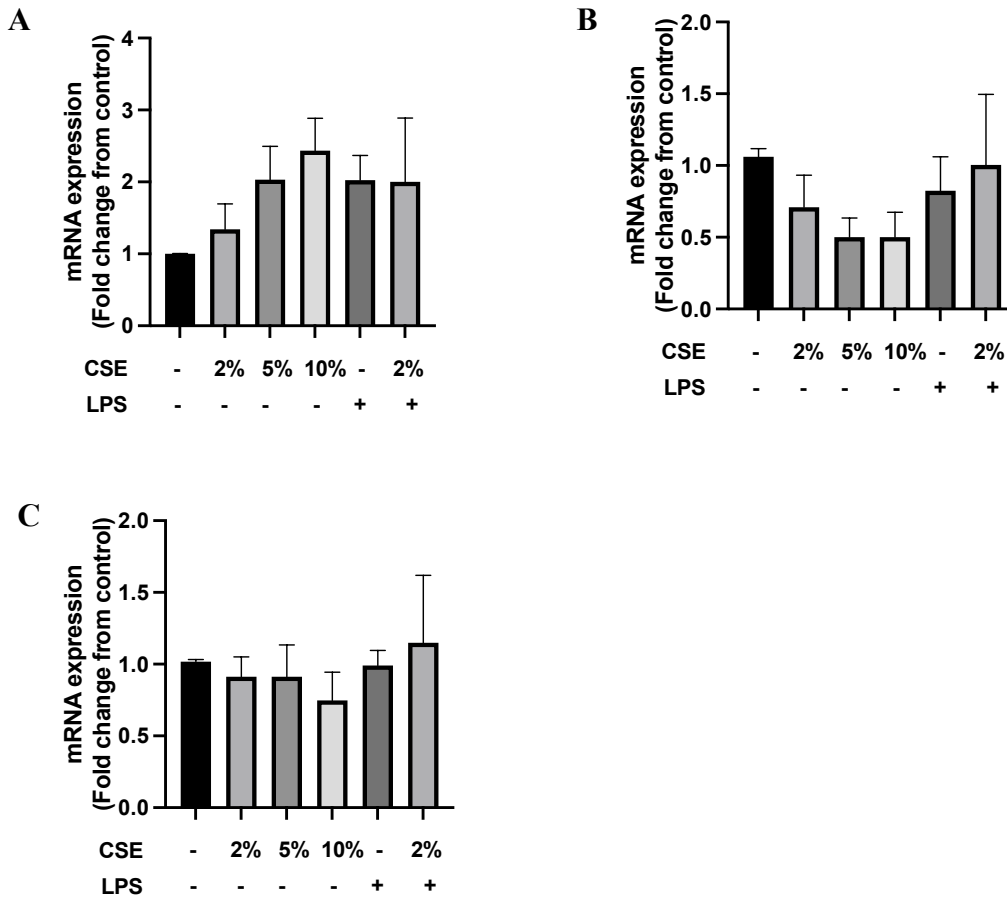 A
mRNA expression
(Fold change from control)
4
3
2
1
0
CSE - 2% 5% 10% - 2%
LPS - - - - + +
B
mRNA expression
(Fold change from control)
2.0
1.5
1.0
0.5
0.0
CSE - 2% 5% 10% - 2%
LPS - - - - + +
C
mRNA expression
(Fold change from control)
2.0
1.5
1.0
0.5
0.0
CSE - 2% 5% 10% - 2%
LPS - - - - + +